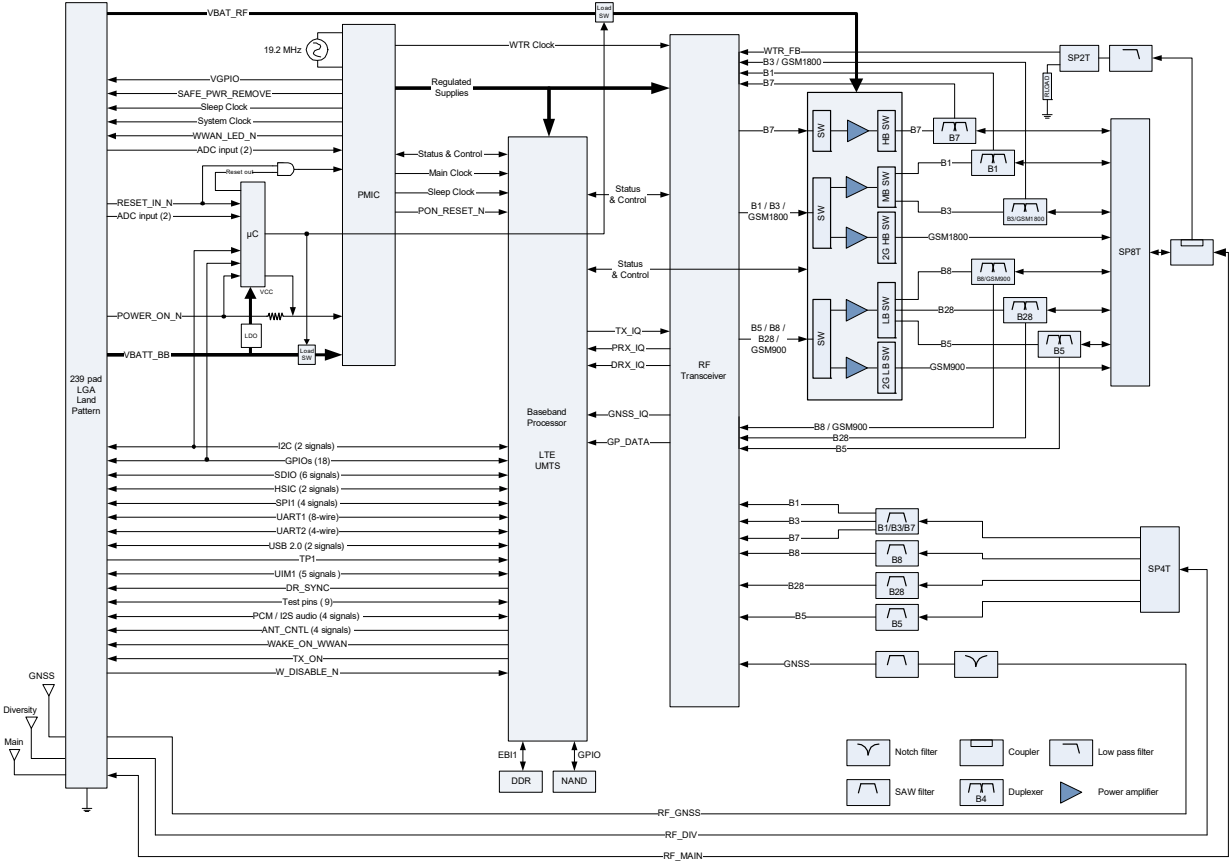 VBAT_RF
Load
SW
19.2 MHz
WTR Clock
VGPIO
SAFE_PWR_REMOVE
Sleep Clock
System Clock
WWAN_LED_N
ADC input (2)
Reset out
RESET_IN_N
ADC input (2)
µC
VCC
POWER_ON_N
LDO
VBATT_BB
Load
SW
PMIC
Regulated
Supplies
Status & Control
Main Clock
Sleep Clock
PON_RESET_N
239 pad
LGA
Land
Pattern
Status
& Control
Status
& Control
TX_IQ
PRX_IQ
DRX_IQ
GNSS_IQ
GP_DATA
Baseband
Processor
LTE
UMTS
RF
Transceiver
I2C (2 signals)
GPIOs (18)
SDIO (6 signals)
HSIC (2 signals)
SPI1 (4 signals)
UART1 (8-wire)
UART2 (4-wire)
USB 2.0 (2 signals)
TP1
UIM1 (5 signals )
DR_SYNC
Test pins ( 9)
PCM / I2S audio (4 signals)
ANT_CNTL (4 signals)
WAKE_ON_WWAN
TX_ON
W_DISABLE_N
EBI1
GPIO
DDR
NAND
GNSS
Diversity
Main
WTR_FB
B3 / GSM1800
B1
B7
SP2T
RLOAD
B7
SW
HB SW
B7
B7
B1
B1
B1 / B3 /
GSM1800
SW
MB SW
B3
B3/GSM1800
2G HB SW
GSM1800
SP8T
B8
B8/GSM900
B5 / B8 /
B28 /
GSM900
SW
LB SW
B28
B28
B5
B5
2G LB SW
GSM900
B8 / GSM900
B28
B5
B1
B3
B7
B1/B3/B7
B8
B8
B28
B28
B5
B5
SP4T
GNSS
Notch filter
Coupler
Low pass filter
SAW filter
B4
Duplexer
Power amplifier
RF_GNSS
RF_DIV
RF_MAIN